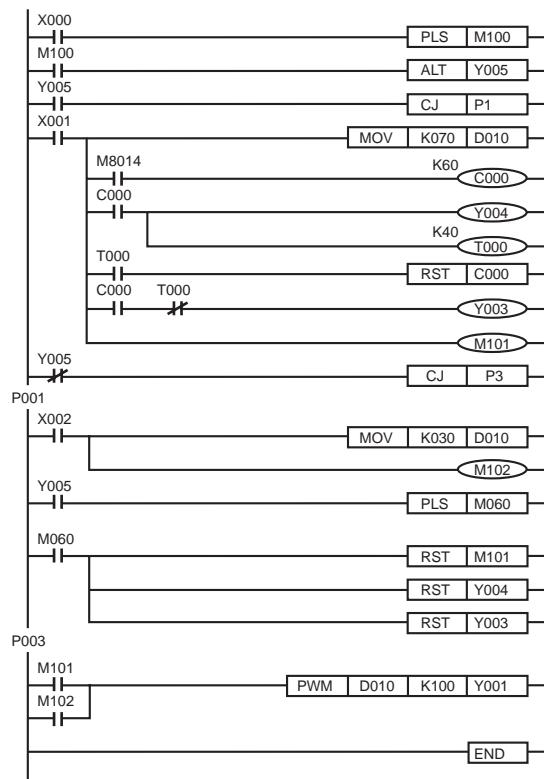 X000
PLS M100
M100
ALT Y005
Y005
CJ P1
X001
MOV K070 D010
M8014
K60
C000
C000
Y004
K40
T000
T000
RST C000
C000 T000
Y003
M101
Y005
CJ P3
P001
X002
MOV K030 D010
M102
Y005
PLS M060
M060
RST M101
RST Y004
RST Y003
P003
M101
PWM D010 K100 Y001
M102
END